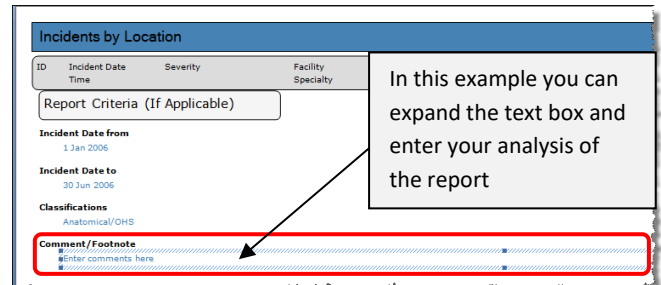 Incidents by Location
ID Incident Date Severity Facility
Time Specialty
Report Criteria (If Applicable)
In this example you can
expand the text box and
enter your analysis of
the report
Incident Date from
1 Jan 2006
Incident Date to
30 Jun 2006
Classifications
Anatomical/OHS
Comment/Footnote
Enter comments here